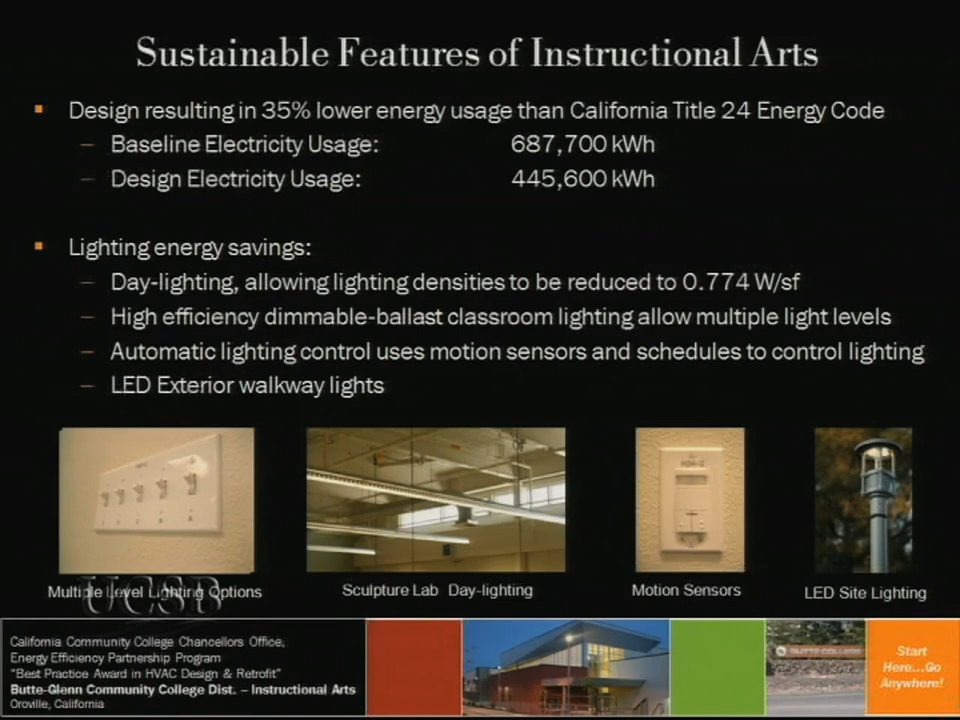 Sustainable Features of Instructional Arts
Design resulting in 35% lower energy usage than California Title 24 Energy Code
– Baseline Electricity Usage: 687,700 kWh
– Design Electricity Usage: 445,600 kWh
Lighting energy savings:
– Day-lighting, allowing lighting densities to be reduced to 0.774 W/sf
– High efficiency dimmable-ballast classroom lighting allow multiple light levels
– Automatic lighting control uses motion sensors and schedules to control lighting
– LED Exterior walkway lights
Multiple Level Lighting Options
Sculpture Lab Day-lighting
Motion Sensors
LED Site Lighting
UCSB
California Community College Chancellors Office,
Energy Efficiency Partnership Program
"Best Practice Award in HVAC Design & Retrofit"
Butte-Glenn Community College Dist. – Instructional Arts
Oroville, California
BUTTE COLLEGE
Start
Here...Go
Anywhere!